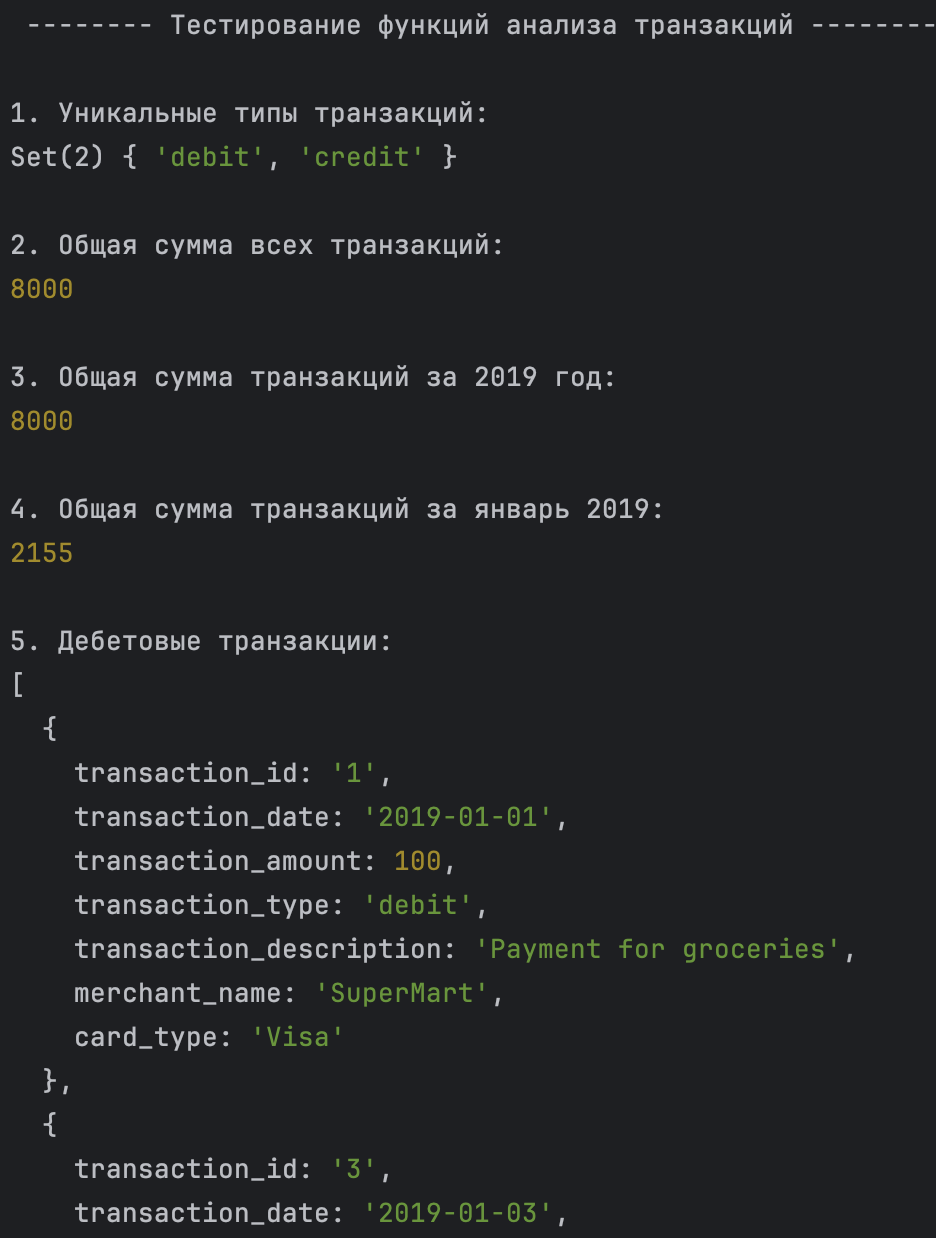 -------- Тестирование функций анализа транзакций --------
1. Уникальные типы транзакций:
Set(2) { 'debit', 'credit' }
2. Общая сумма всех транзакций:
8000
3. Общая сумма транзакций за 2019 год:
8000
4. Общая сумма транзакций за январь 2019:
2155
5. Дебетовые транзакции:
[
{
transaction_id: '1',
transaction_date: '2019-01-01',
transaction_amount: 100,
transaction_type: 'debit',
transaction_description: 'Payment for groceries',
merchant_name: 'SuperMart',
card_type: 'Visa'
},
{
transaction_id: '3',
transaction_date: '2019-01-03',